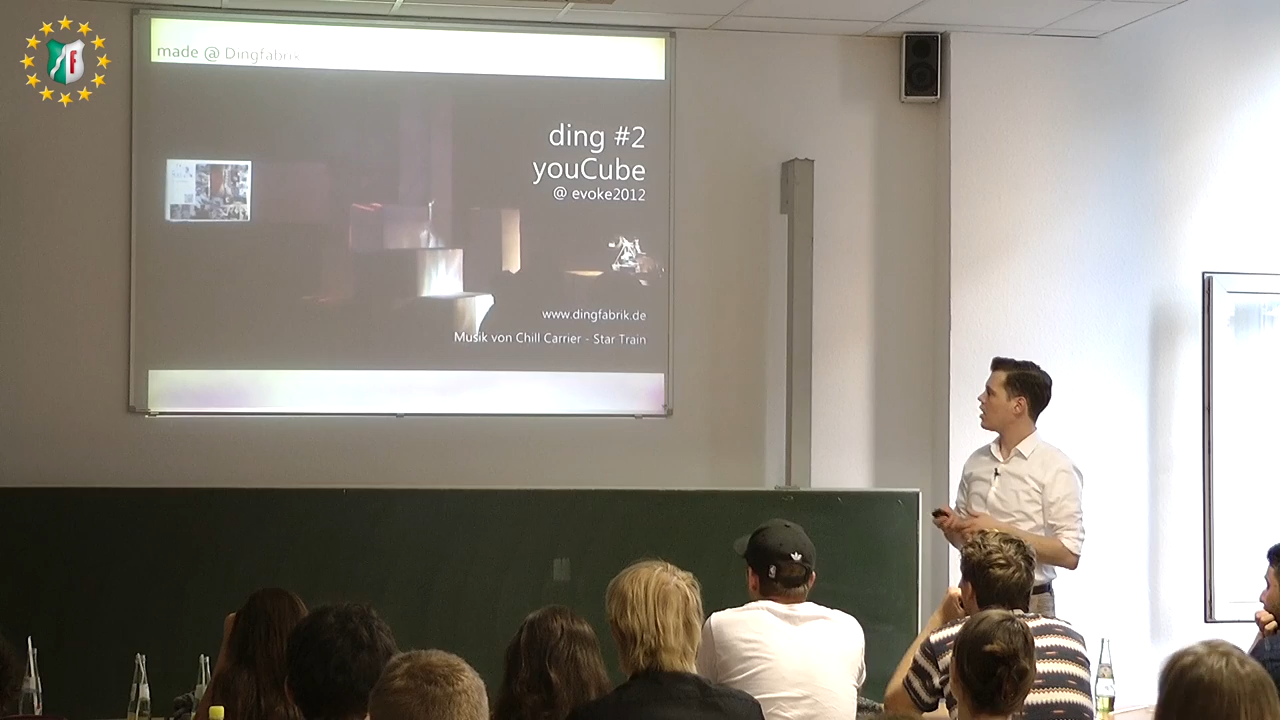 made @ Dingfabrik
ding #2
youCube
@ evoke2012
www.dingfabrik.de
Musik von Chill Carrier - Star Train
F